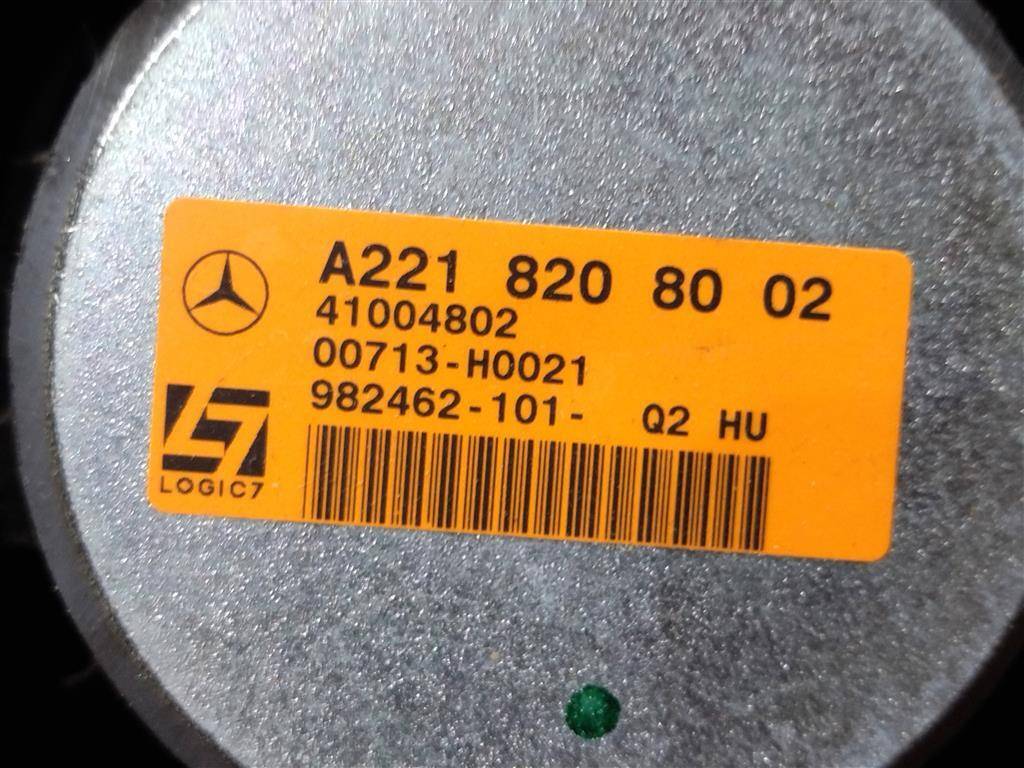 A221 820 80 02
41004802
00713-H0021
982462-101- Q2 HU
LOGIC7